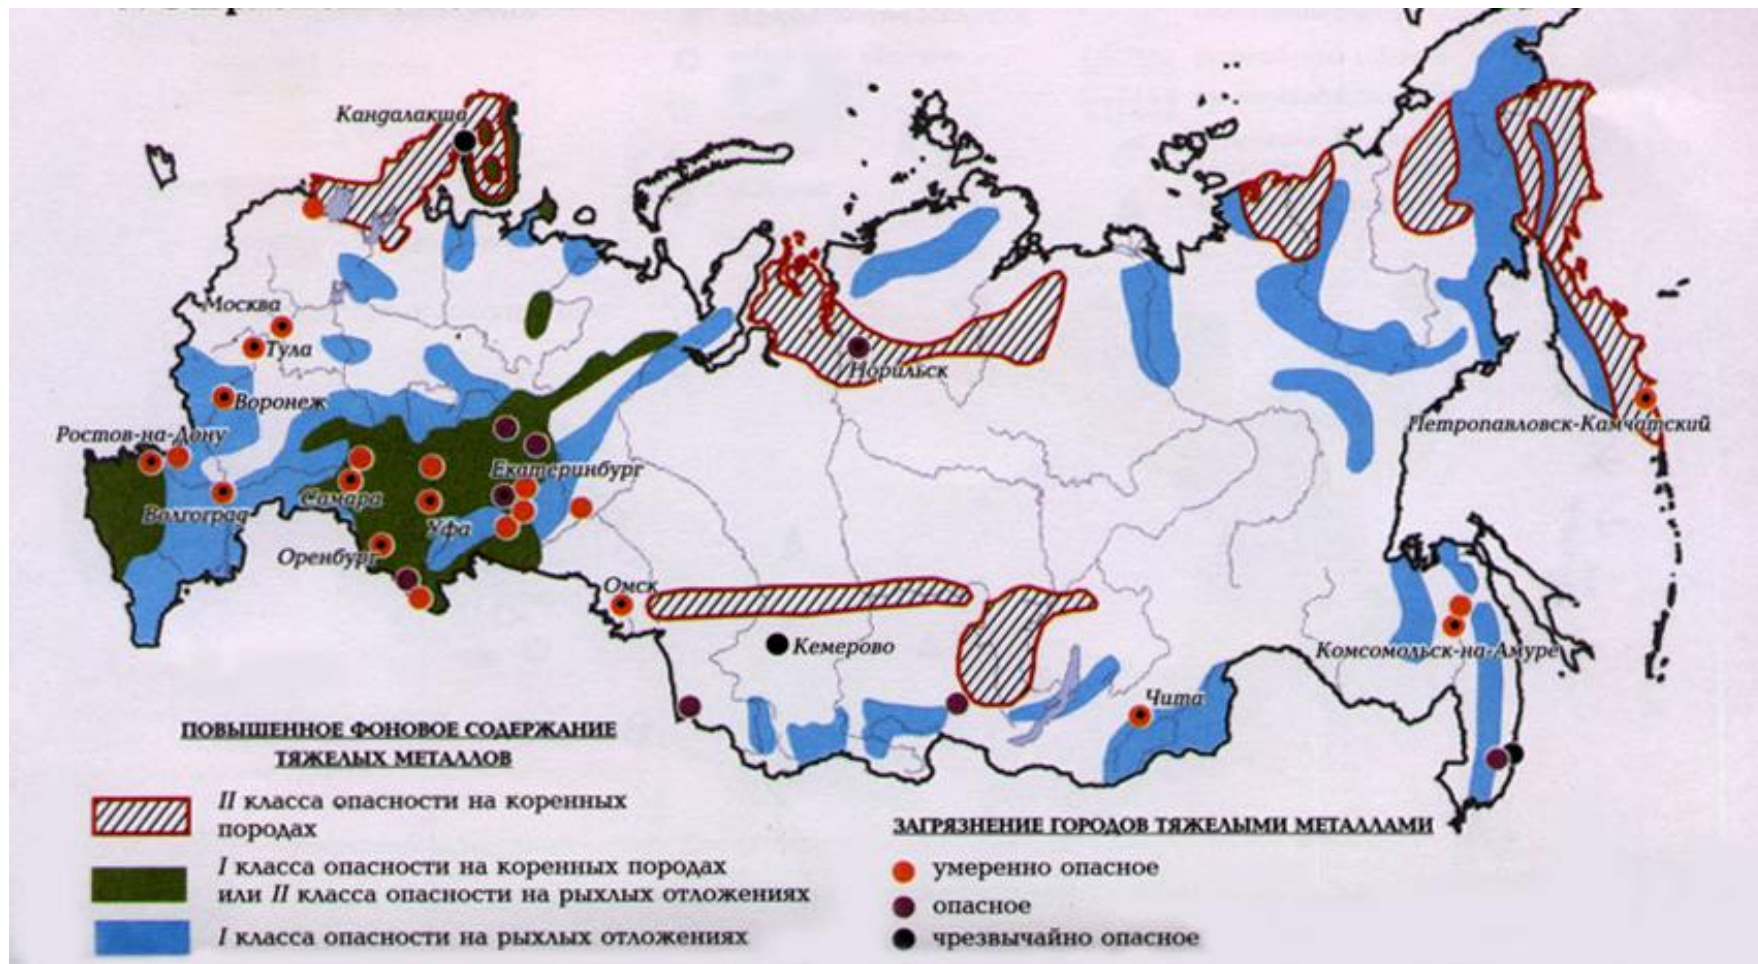 Кандалакша
Москва
Тула
Воронеж
Ростов-на-Дону
Волгоград
Самара
Уфа
Оренбург
Екатеринбург
Норильск
Омск
Кемерово
Чита
Петропавловск-Камчатский
Комсомольск-на-Амуре
ПОВЫШЕННОЕ ФОНОВОЕ СОДЕРЖАНИЕ
ТЯЖЕЛЫХ МЕТАЛЛОВ
II класса опасности на коренных
породах
I класса опасности на коренных породах
или II класса опасности на рыхлых отложениях
I класса опасности на рыхлых отложениях
ЗАГРЯЗНЕНИЕ ГОРОДОВ ТЯЖЕЛЫМИ МЕТАЛЛАМИ
умеренно опасное
опасное
чрезвычайно опасное